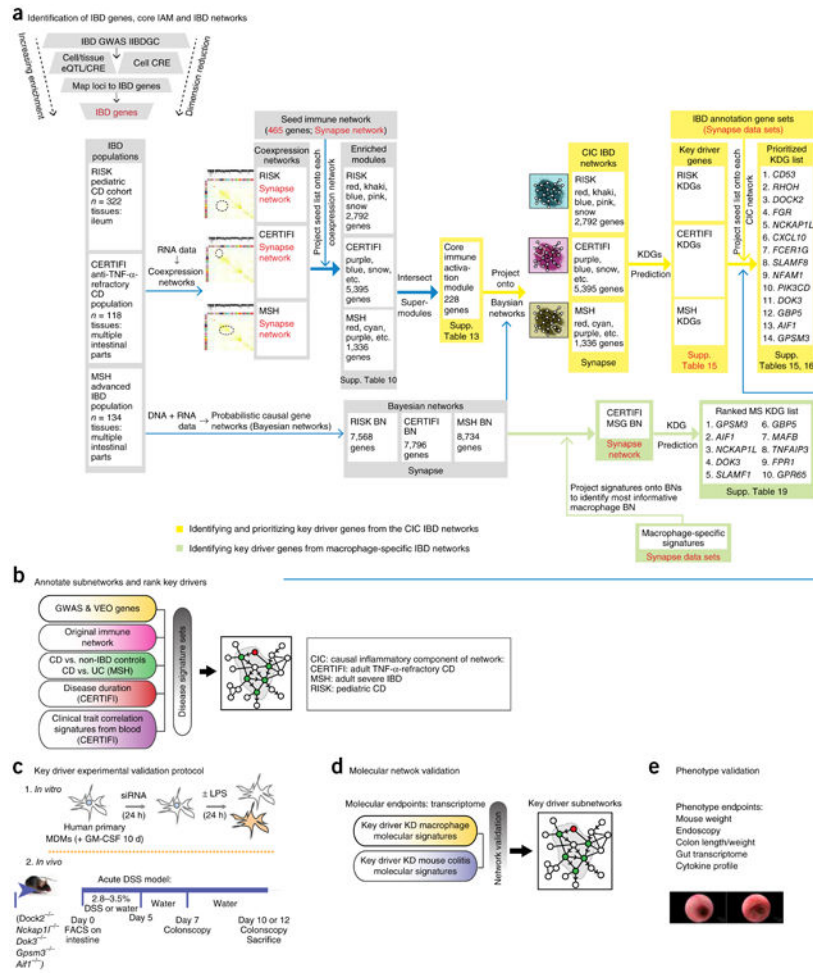 a Identification of IBD genes, core IAM and IBD networks
IBD GWAS IIBDGC
Cell/tissue
eQTL/CRE
Cell CRE
Map loci to IBD genes
IBD genes
Increasing enrichment
Dimension reduction
IBD
populations
RISK
pediatric
CD cohort
n = 322
tissues:
ileum
CERTIFI
anti-TNF-α-
refractory
CD
population
n = 118
tissues:
multiple
intestinal
parts
MSH
advanced
IBD
population
n = 134
tissues:
multiple
intestinal
parts
RNA data
Coexpression
networks
DNA + RNA
data
Probabilistic causal gene
networks (Bayesian networks)
Seed immune network
(465 genes; Synapse network)
Coexpression
networks
RISK
Synapse
network
CERTIFI
Synapse
network
MSH
Synapse
network
Project seed list onto each
coexpression network
Enriched
modules
RISK
red, khaki,
blue, pink,
snow
2,792
genes
CERTIFI
purple,
blue, snow,
etc.
5,395
genes
MSH
red, cyan,
purple, etc.
1,336
genes
Supp. Table 10
Intersect
Super-
modules
Core
immune
activa-
tion
module
228
genes
Supp.
Table 13
Project
onto
Baysian
networks
Bayesian networks
RISK BN
7,568
genes
CERTIFI
BN
7,796
genes
MSH BN
8,734
genes
Synapse
CIC IBD
networks
RISK
red, khaki,
blue, pink,
snow
2,792 genes
CERTIFI
purple,
blue, snow,
etc.
5,395
genes
MSH
red, cyan,
purple, etc.
1,336
genes
Synapse
KDGs
Prediction
IBD annotation gene sets
(Synapse data sets)
Key driver
genes
RISK
KDGs
CERTIFI
KDGs
MSH
KDGs
Supp.
Table 15
Project seed list onto each
CIC network
Prioritized
KDG list
1. CD53
2. RHOH
3. DOCK2
4. FGR
5. NCKAP1L
6. CXCL10
7. FCER1G
8. SLAMF8
9. NFAM1
10. PIK3CD
11. DOK3
12. GBP5
13. AIF1
14. GPSM3
Supp.
Tables 15, 16
CERTIFI
MSG BN
Synapse
network
KDG
Prediction
Ranked MS KDG list
1. GPSM3 6. GBP5
2. AIF1 7. MAFB
3. NCKAP1L 8. TNFAIP3
4. DOK3 9. FPR1
5. SLAMF1 10. GPR65
Supp. Table 19
Project signatures onto BNs
to identify most informative
macrophage BN
Macrophage-specific
signatures
Synapse data sets
Identifying and prioritizing key driver genes from the CIC IBD networks
Identifying key driver genes from macrophage-specific IBD networks
b Annotate subnetworks and rank key drivers
GWAS & VEO genes
Original immune
network
CD vs. non-IBD controls
CD vs. UC (MSH)
Disease duration
(CERTIFI)
Clinical trait correlation
signatures from blood
(CERTIFI)
Disease signature sets
CIC: causal inflammatory component of network:
CERTIFI: adult TNF-α-refractory CD
MSH: adult severe IBD
RISK: pediatric CD
c Key driver experimental validation protocol
1. In vitro
siRNA
(24 h)
± LPS
(24 h)
Human primary
MDMs (+ GM-CSF 10 d)
2. In vivo
Acute DSS model:
2.8–3.5%
DSS or water
Water
Water
(Dock2–/–
Nckap1l–/–
Dok3–/–
Gpsm3–/–
Aif1–/–)
Day 0
FACS on
intestine
Day 5
Day 7
Colonscopy
Day 10 or 12
Colonoscopy
Sacrifice
d Molecular netwok validation
Molecular endpoints: transcriptome
Key driver KD macrophage
molecular signatures
Key driver KD mouse colitis
molecular signatures
Network validation
Key driver subnetworks
e Phenotype validation
Phenotype endpoints:
Mouse weight
Endoscopy
Colon length/weight
Gut transcriptome
Cytokine profile